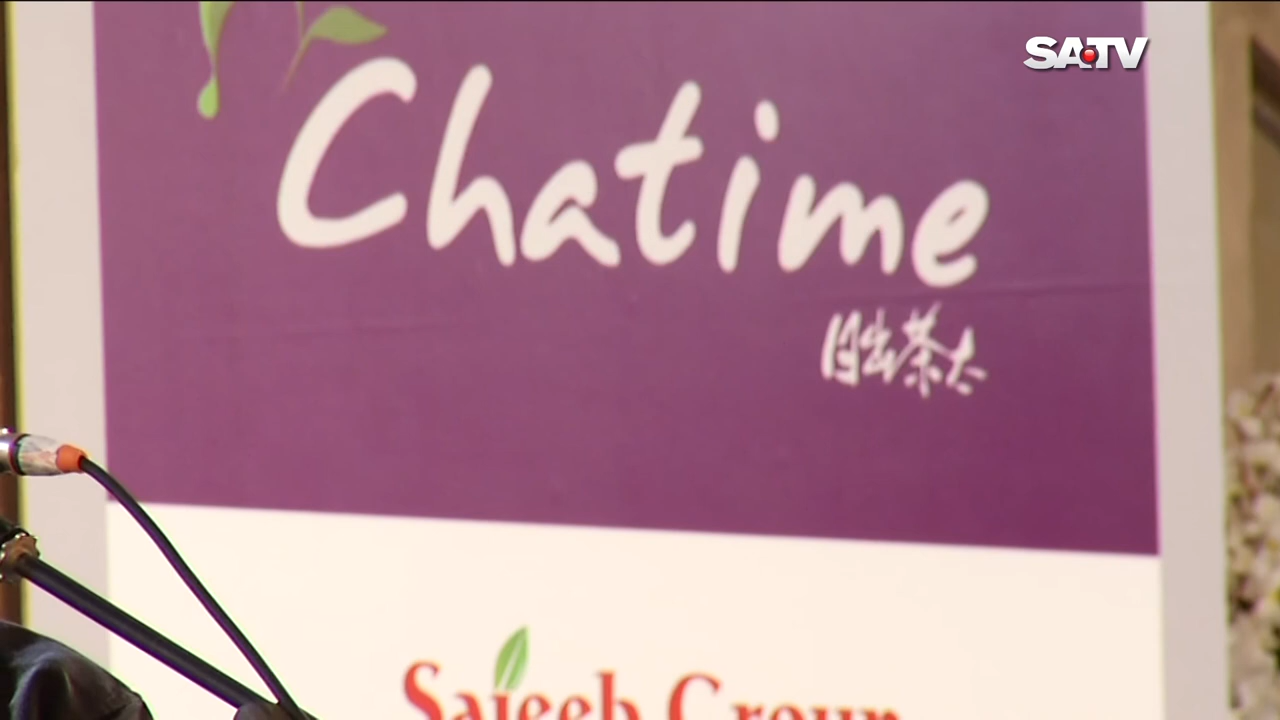 SATV
Chatime
日出茶太
Sajeeb Group